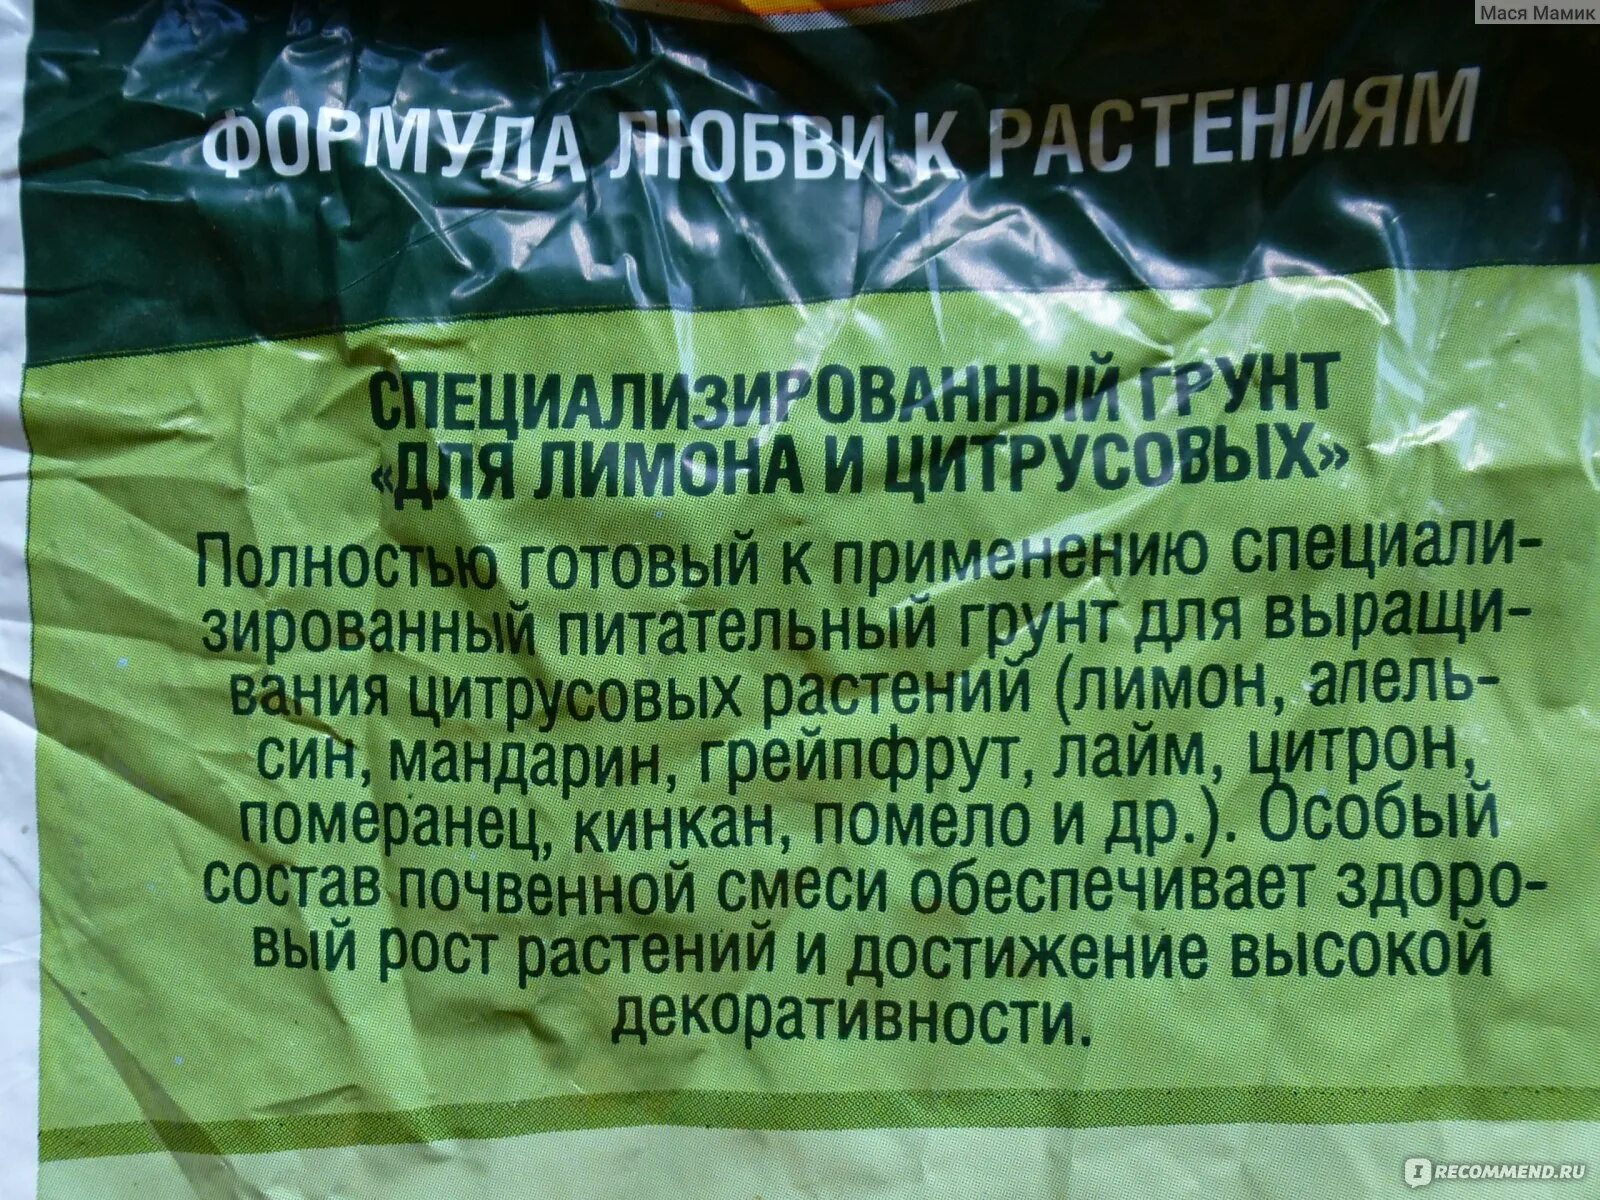 Мася Мамик
ФОРМУЛА ЛЮБВИ К РАСТЕНИЯМ
СПЕЦИАЛИЗИРОВАННЫЙ ГРУНТ
«ДЛЯ ЛИМОНА И ЦИТРУСОВЫХ»
Полностью готовый к применению специали-
зированный питательный грунт для выращи-
вания цитрусовых растений (лимон, апель-
син, мандарин, грейпфрут, лайм, цитрон,
померанец, кинкан, помело и др.). Особый
состав почвенной смеси обеспечивает здоро-
вый рост растений и достижение высокой
декоративности.
IRECOMMEND.RU